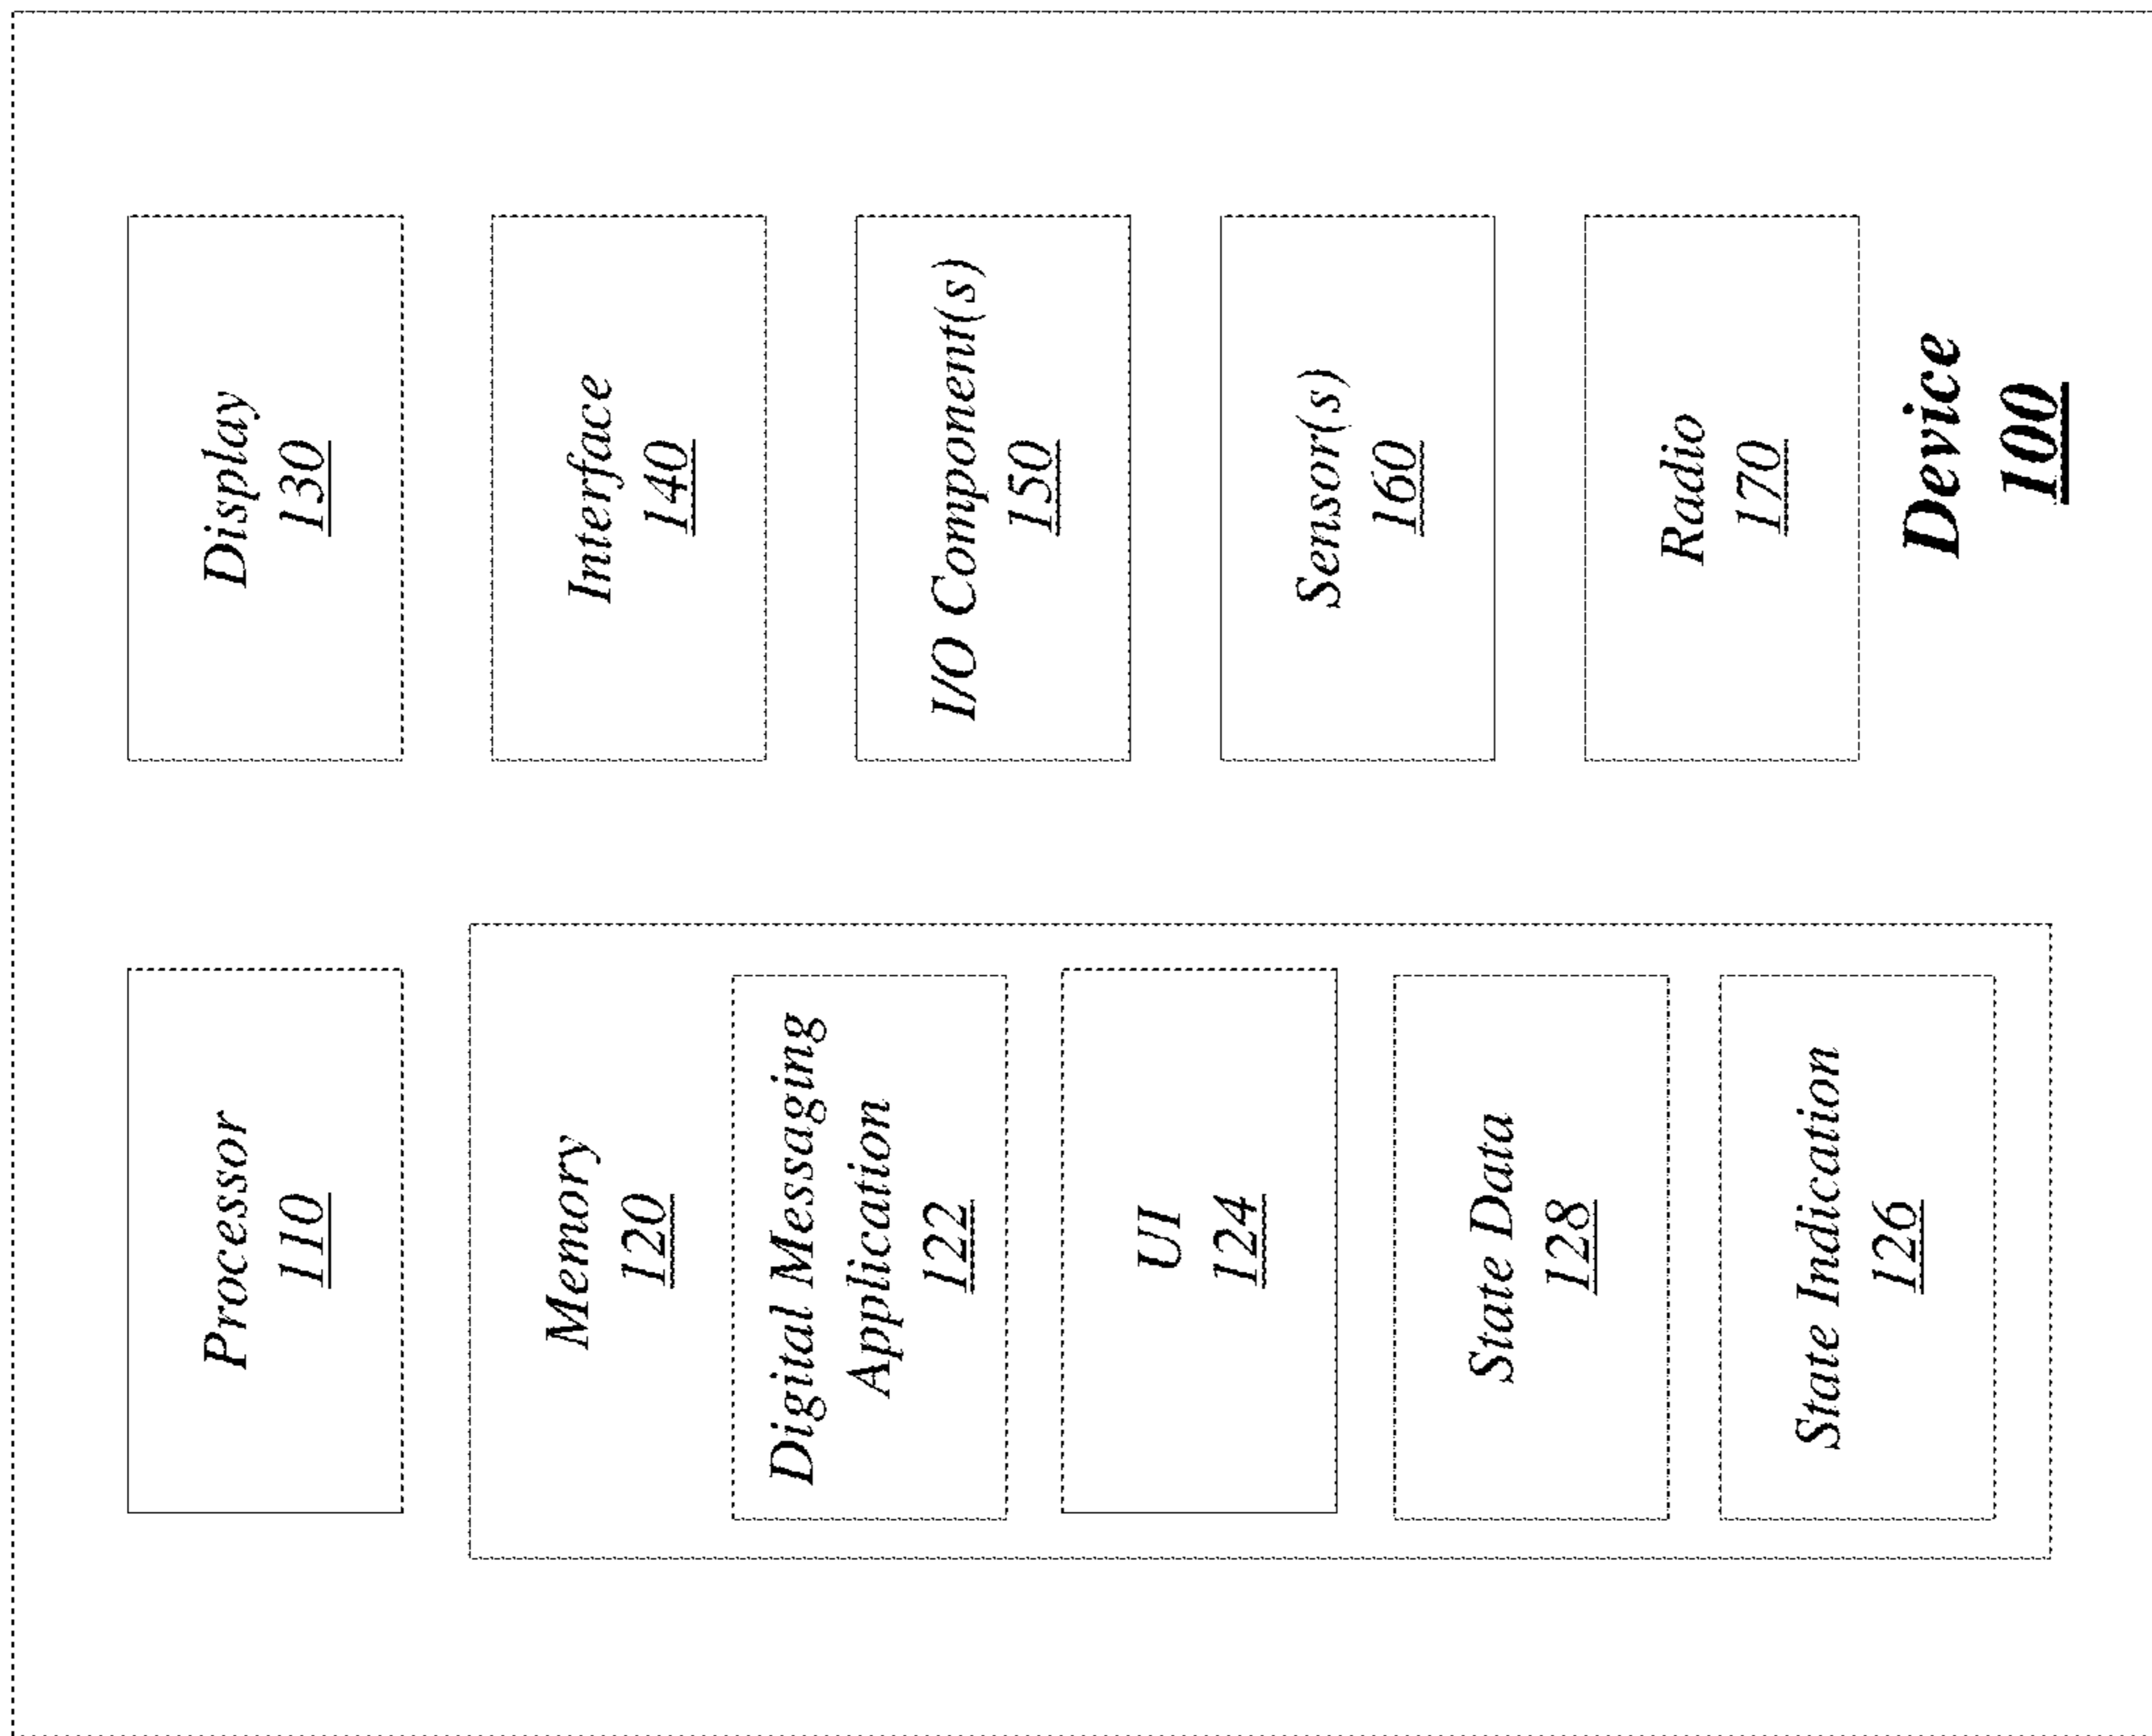 Processor
110
Memory
120
Digital Messaging
Application
122
UI
124
State Data
128
State Indication
126
Display
130
Interface
140
I/O Component(s)
150
Sensor(s)
160
Radio
170
Device
100